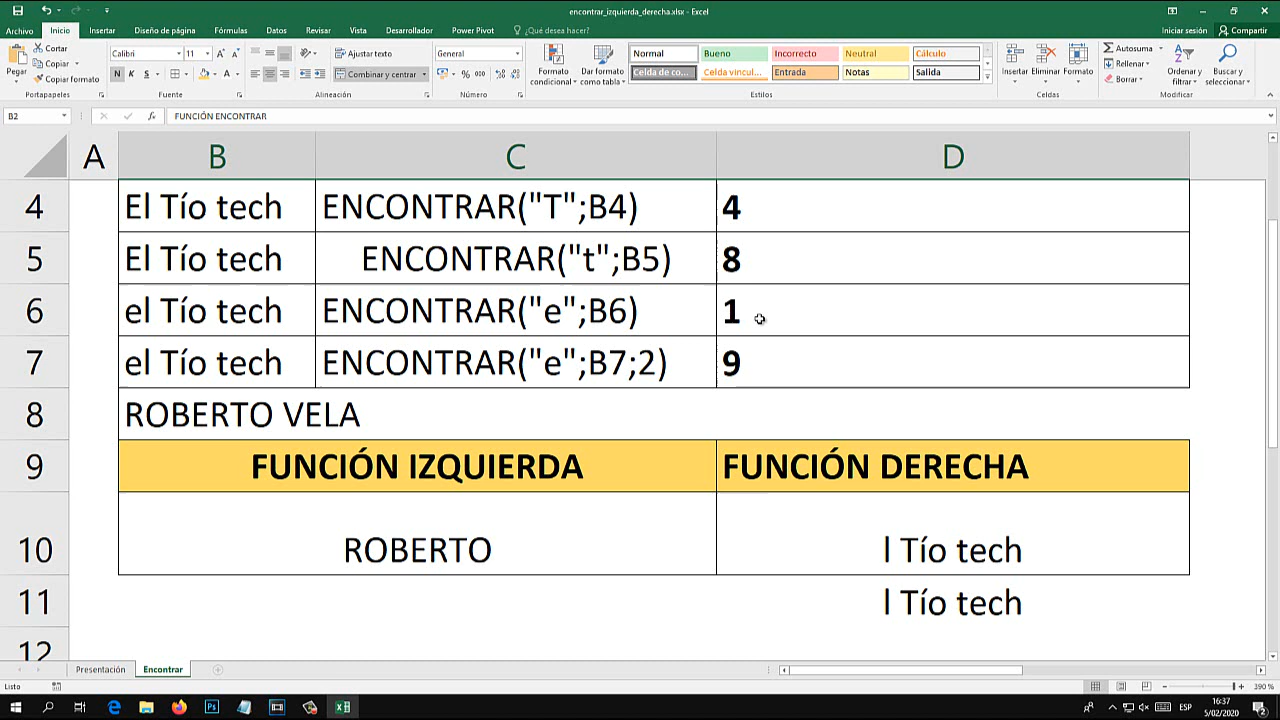 encontrar_izquierda_derecha.xlsx - Excel
Archivo Inicio Insertar Diseño de página Fórmulas Datos Revisar Vista Desarrollador Power Pivot ¿Qué desea hacer? Iniciar sesión Compartir
Cortar
Copiar
Copiar formato
Pegar
Portapapeles
Calibri 11
N K S
Fuente
Ajustar texto
Combinar y centrar
Alineación
General
% 000
Número
Formato condicional
Dar formato como tabla
Normal Bueno Incorrecto Neutral Cálculo
Celda de co... Celda vincul... Entrada Notas Salida
Estilos
Insertar Eliminar Formato
Celdas
Autosuma
Rellenar
Borrar
Ordenar y filtrar
Buscar y seleccionar
Modificar
B2 fx FUNCIÓN ENCONTRAR
A B C D
4 El Tío tech ENCONTRAR("T";B4) 4
5 El Tío tech ENCONTRAR("t";B5) 8
6 el Tío tech ENCONTRAR("e";B6) 1
7 el Tío tech ENCONTRAR("e";B7;2) 9
8 ROBERTO VELA
9 FUNCIÓN IZQUIERDA FUNCIÓN DERECHA
10 ROBERTO l Tío tech
11 l Tío tech
12
Presentación Encontrar
Listo 390 %
ESP 16:37
5/02/2020